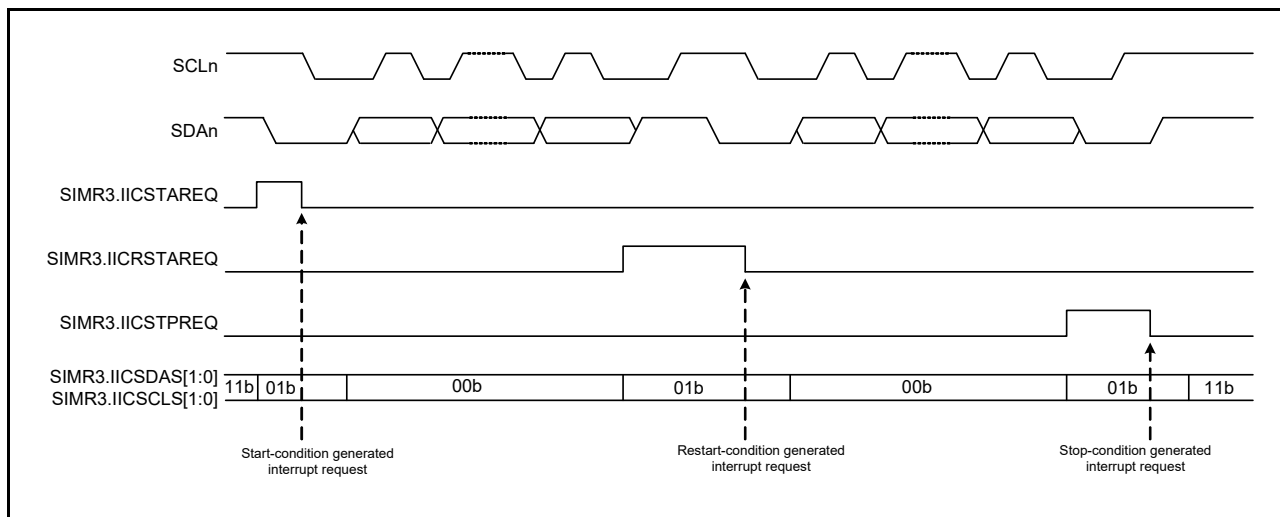 SCLn
SDAn
SIMR3.IICSTAREQ
SIMR3.IICRSTAREQ
SIMR3.IICSTPREQ
SIMR3.IICSDAS[1:0]
SIMR3.IICSCLS[1:0]
11b 01b 00b 01b 00b 01b 11b
Start-condition generated
interrupt request
Restart-condition generated
interrupt request
Stop-condition generated
interrupt request